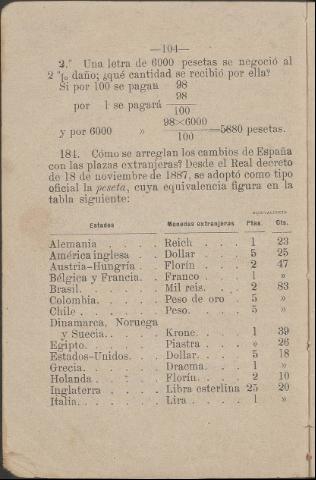 —104—
2.ª Una letra de 6000 pesetas se negoció al
2 º|ₒ daño; ¿qué cantidad se recibió por ella?
Si por 100 se pagan 98
98
por 1 se pagará
100
98×6000
y por 6000 » 5880 pesetas.
100
184. Cómo se arreglan los cambios de España
con las plazas extranjeras? Desde el Real decreto
de 18 de noviembre de 1887, se adoptó como tipo
oficial la peseta, cuya equivalencia figura en la
tabla siguiente:
EQUIVALENCIA
Estados Monedas extranjeras Ptas. Cts.
Alemania . . . . Reich . . . . 1 23
América inglesa . . Dollar . . . . 5 25
Austria-Hungría . . Florín . . . . 2 47
Bélgica y Francia. . Franco . . . . 1 »
Brasil. . . . . . Mil reis. . . . 2 83
Colombia. . . . . Peso de oro . . 5 »
Chile . . . . . . Peso. . . . . 5 »
Dinamarca, Noruega
y Suecia. . . . Krone. . . . 1 39
Egipto. . . . . . Piastra . . . » 26
Estados-Unidos. . . Dollar. . . . 5 18
Grecia. . . . . . Dracma. . . . 1 »
Holanda . . . . . Florín. . . . 2 10
Inglaterra . . . . Libra esterlina 25 20
Italia. . . . . . Lira . . . . 1 »